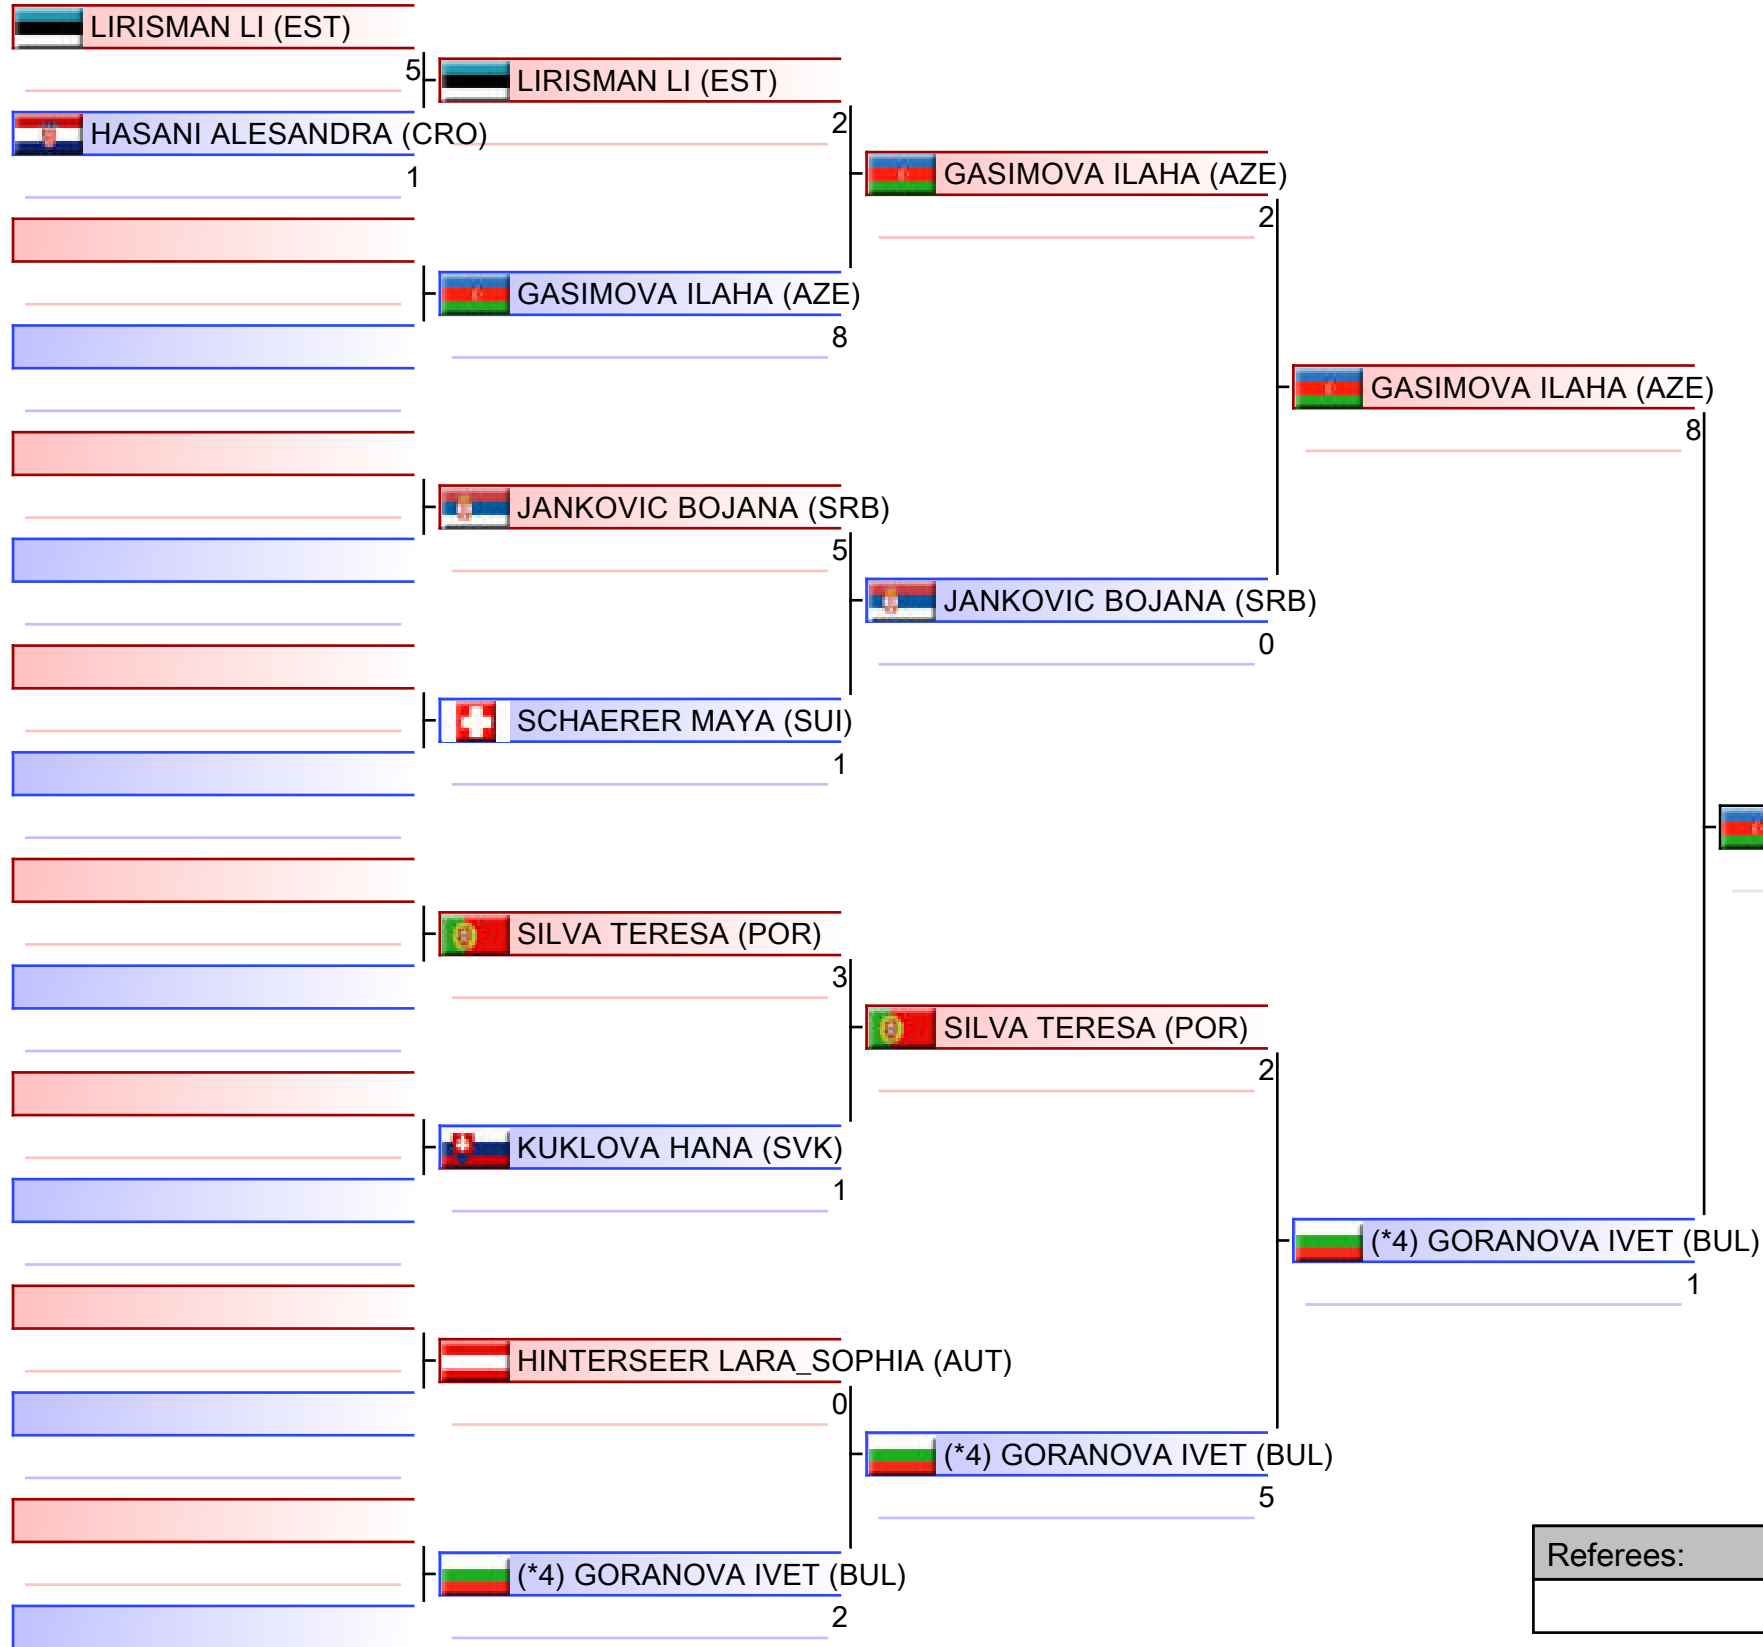 LIRISMAN LI (EST)
5
HASANI ALESANDRA (CRO)
1
LIRISMAN LI (EST)
2
GASIMOVA ILAHA (AZE)
8
JANKOVIC BOJANA (SRB)
5
SCHAERER MAYA (SUI)
1
SILVA TERESA (POR)
3
KUKLOVA HANA (SVK)
1
HINTERSEER LARA_SOPHIA (AUT)
0
(*4) GORANOVA IVET (BUL)
2
GASIMOVA ILAHA (AZE)
2
JANKOVIC BOJANA (SRB)
0
SILVA TERESA (POR)
2
(*4) GORANOVA IVET (BUL)
5
GASIMOVA ILAHA (AZE)
8
(*4) GORANOVA IVET (BUL)
1
Referees: